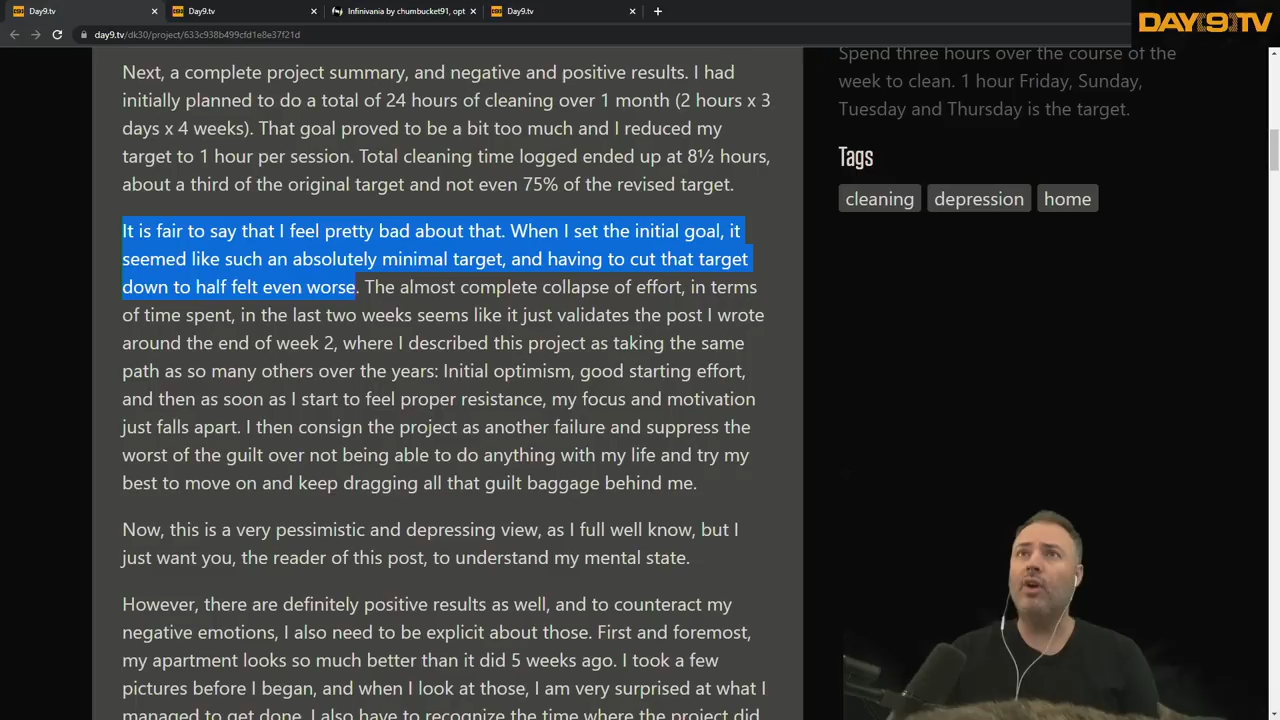 Day9.tv
Day9.tv
Infinivania by chumbucket91, opt
Day9.tv
DAY9.TV
day9.tv/dk30/project/633c938b499cfd1e8e37f21d
Next, a complete project summary, and negative and positive results. I had
initially planned to do a total of 24 hours of cleaning over 1 month (2 hours x 3
days x 4 weeks). That goal proved to be a bit too much and I reduced my
target to 1 hour per session. Total cleaning time logged ended up at 8½ hours,
about a third of the original target and not even 75% of the revised target.
It is fair to say that I feel pretty bad about that. When I set the initial goal, it
seemed like such an absolutely minimal target, and having to cut that target
down to half felt even worse. The almost complete collapse of effort, in terms
of time spent, in the last two weeks seems like it just validates the post I wrote
around the end of week 2, where I described this project as taking the same
path as so many others over the years: Initial optimism, good starting effort,
and then as soon as I start to feel proper resistance, my focus and motivation
just falls apart. I then consign the project as another failure and suppress the
worst of the guilt over not being able to do anything with my life and try my
best to move on and keep dragging all that guilt baggage behind me.
Now, this is a very pessimistic and depressing view, as I full well know, but I
just want you, the reader of this post, to understand my mental state.
However, there are definitely positive results as well, and to counteract my
negative emotions, I also need to be explicit about those. First and foremost,
my apartment looks so much better than it did 5 weeks ago. I took a few
pictures before I began, and when I look at those, I am very surprised at what I
managed to get done. I also have to recognize the time where the project did
Spend three hours over the course of the
week to clean. 1 hour Friday, Sunday,
Tuesday and Thursday is the target.
Tags
cleaning
depression
home